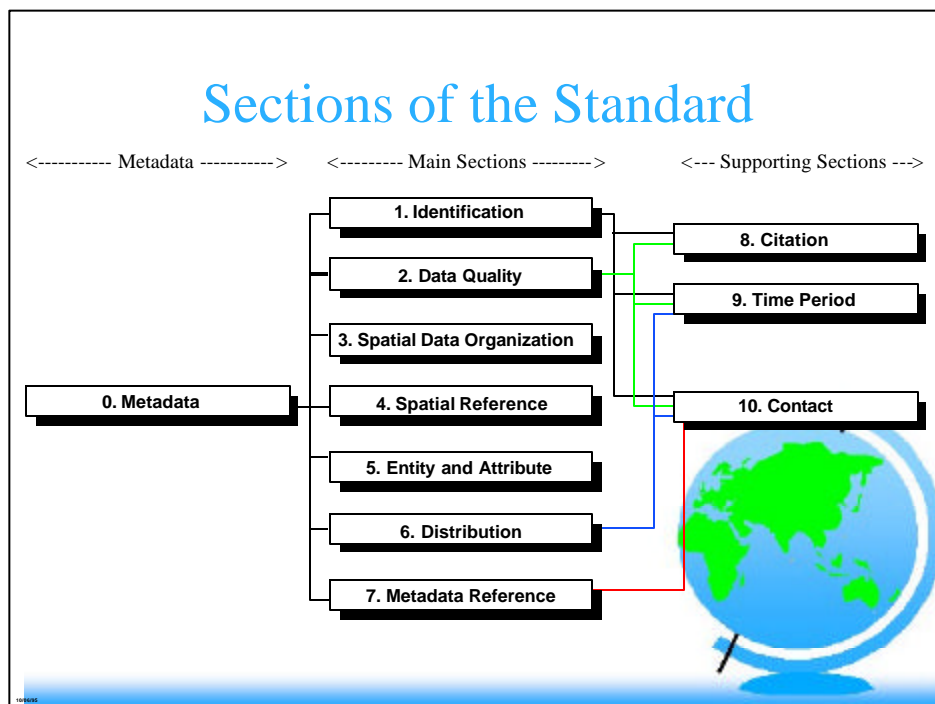 Sections of the Standard
<----------- Metadata ----------->
<--------- Main Sections --------->
<--- Supporting Sections --->
1. Identification
2. Data Quality
3. Spatial Data Organization
4. Spatial Reference
5. Entity and Attribute
6. Distribution
7. Metadata Reference
0. Metadata
8. Citation
9. Time Period
10. Contact